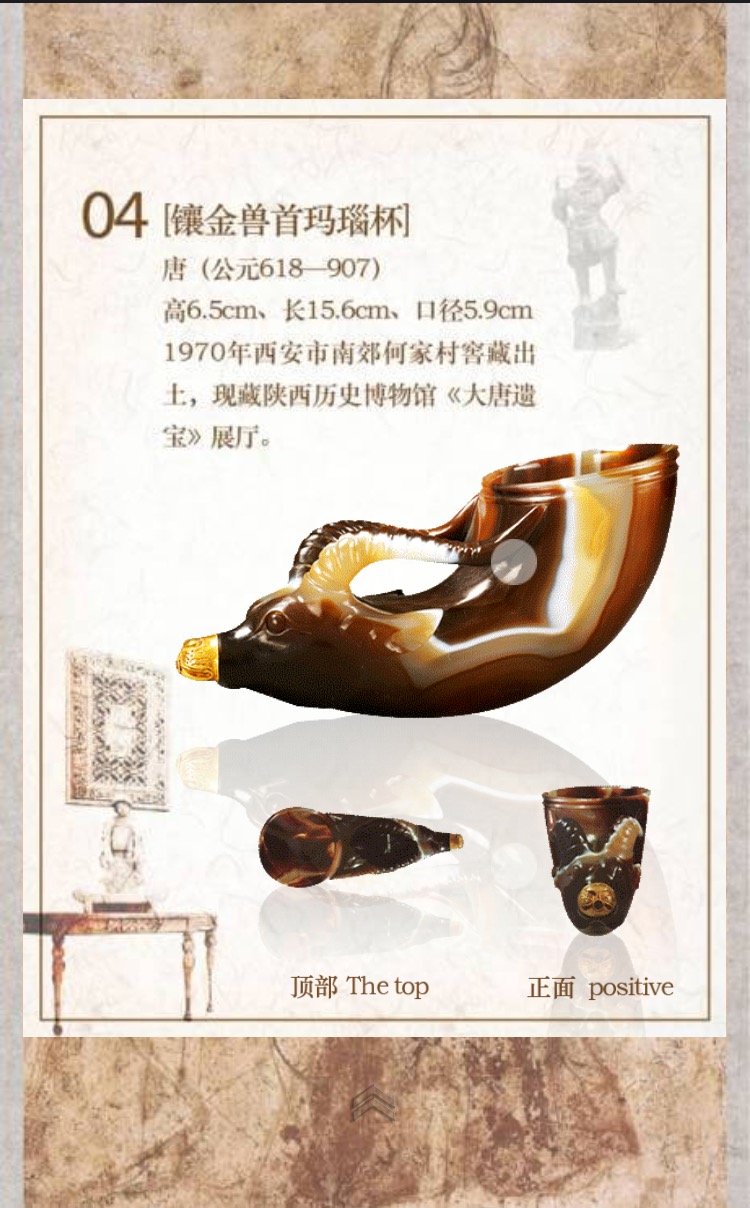 04 [镶金兽首玛瑙杯]
唐（公元618—907）
高6.5cm、长15.6cm、口径5.9cm
1970年西安市南郊何家村窖藏出
土，现藏陕西历史博物馆《大唐遗
宝》展厅。
顶部 The top
正面 positive